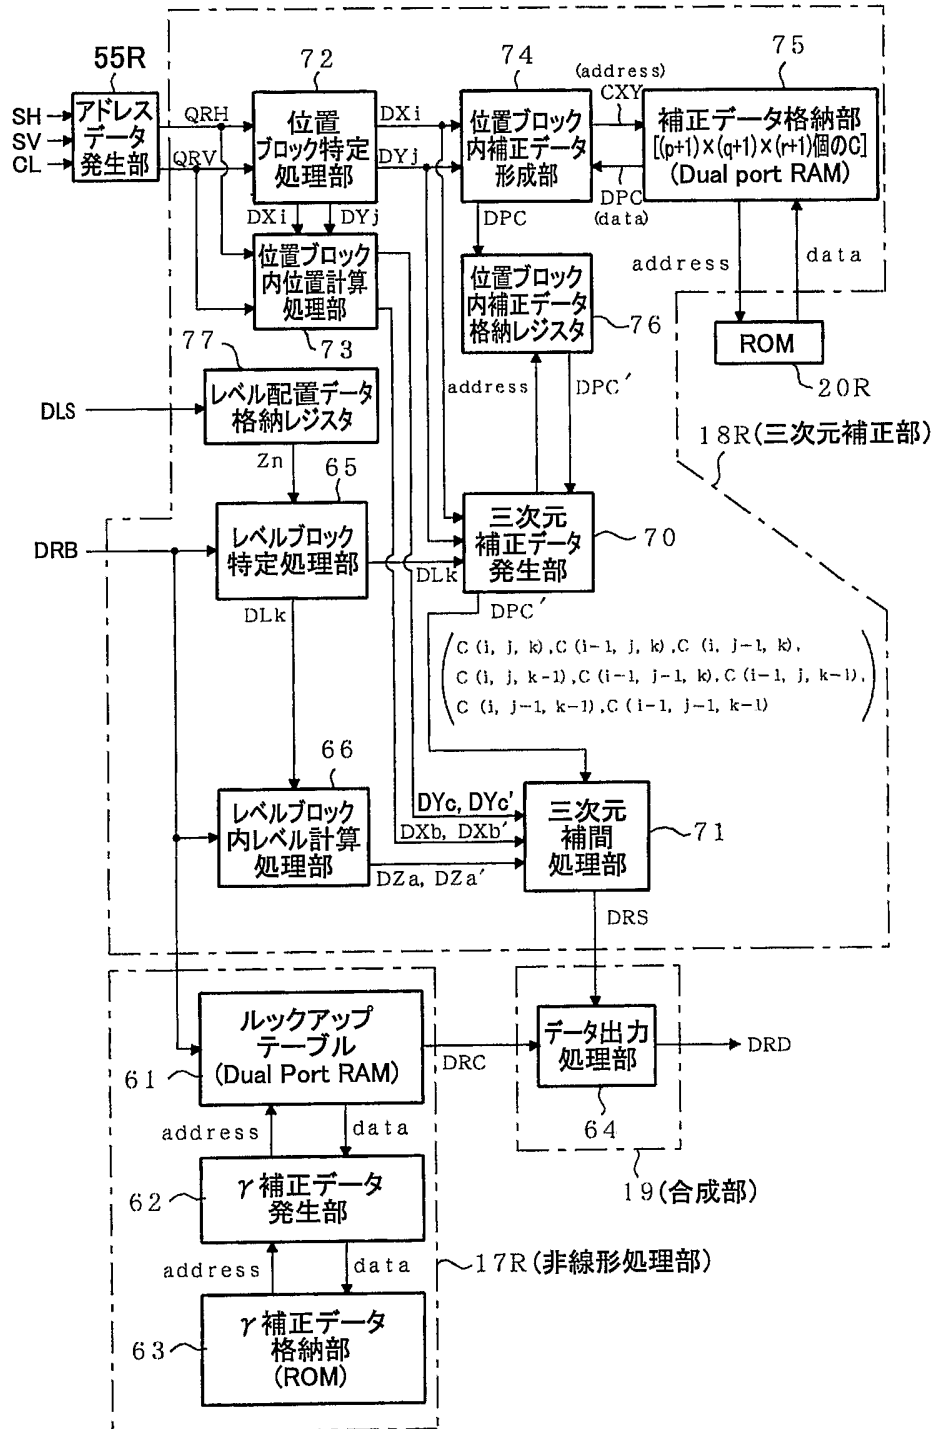 55R
72
74
75
SH
SV
CL
アドレス
データ
発生部
QRH
QRV
位置
ブロック特定
処理部
DXi
DYj
位置ブロック
内補正データ
形成部
(address)
CXY
DPC
(data)
補正データ格納部
[(p+1)×(q+1)×(r+1)個のC]
(Dual port RAM)
DXi
DYj
DPC
address
data
位置ブロック
内位置計算
処理部
73
位置ブロック
内補正データ
格納レジスタ
76
ROM
20R
77
レベル配置データ
格納レジスタ
DLS
address
DPC´
18R(三次元補正部)
Zn
65
DRB
レベルブロック
特定処理部
DLk
三次元
補正データ
発生部
70
DLk
DPC´
C(i, j, k),C(i-1, j, k),C(i, j-1, k),
C(i, j, k-1),C(i-1, j-1, k),C(i-1, j, k-1),
C(i, j-1, k-1),C(i-1, j-1, k-1)
66
レベルブロック
内レベル計算
処理部
DYc, DYc'
DXb, DXb'
DZa, DZa´
三次元
補間
処理部
71
DRS
ルックアップ
テーブル
(Dual Port RAM)
61
DRC
データ出力
処理部
DRD
64
address
data
19(合成部)
62
γ補正データ
発生部
address
data
17R(非線形処理部)
63
γ補正データ
格納部
(ROM)